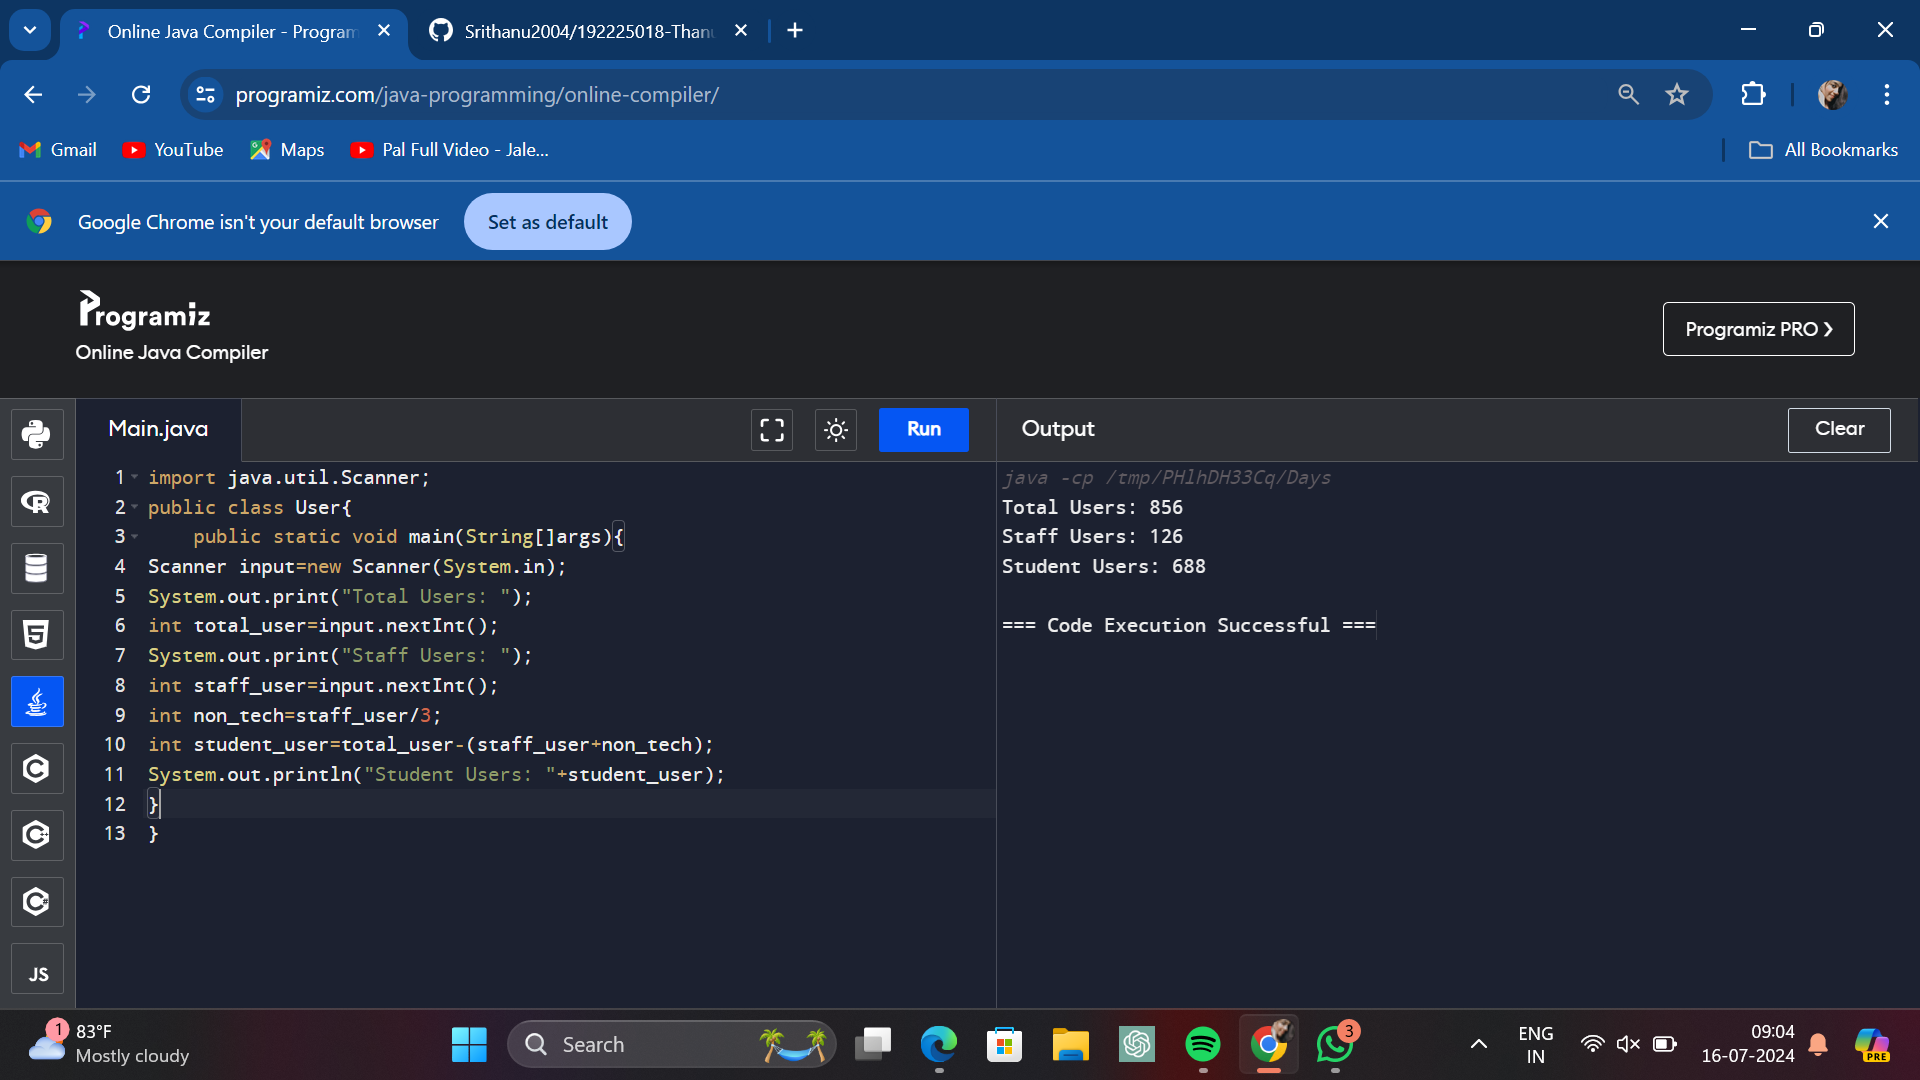 Online Java Compiler - Program
Srithanu2004/192225018-Than
programiz.com/java-programming/online-compiler/
Gmail
YouTube
Maps
Pal Full Video - Jale...
All Bookmarks
Google Chrome isn't your default browser
Set as default
Programiz
Online Java Compiler
Programiz PRO ❯
Main.java
Run
Output
Clear
1 import java.util.Scanner;
2 public class User{
3     public static void main(String[]args){
4 Scanner input=new Scanner(System.in);
5 System.out.print("Total Users: ");
6 int total_user=input.nextInt();
7 System.out.print("Staff Users: ");
8 int staff_user=input.nextInt();
9 int non_tech=staff_user/3;
10 int student_user=total_user-(staff_user+non_tech);
11 System.out.println("Student Users: "+student_user);
12 }
13 }
java -cp /tmp/PHlhDH33Cq/Days
Total Users: 856
Staff Users: 126
Student Users: 688
=== Code Execution Successful ===
R
5
C
C++
C#
JS
1
83°F
Mostly cloudy
Search
3
ENG
IN
09:04
16-07-2024
PRE